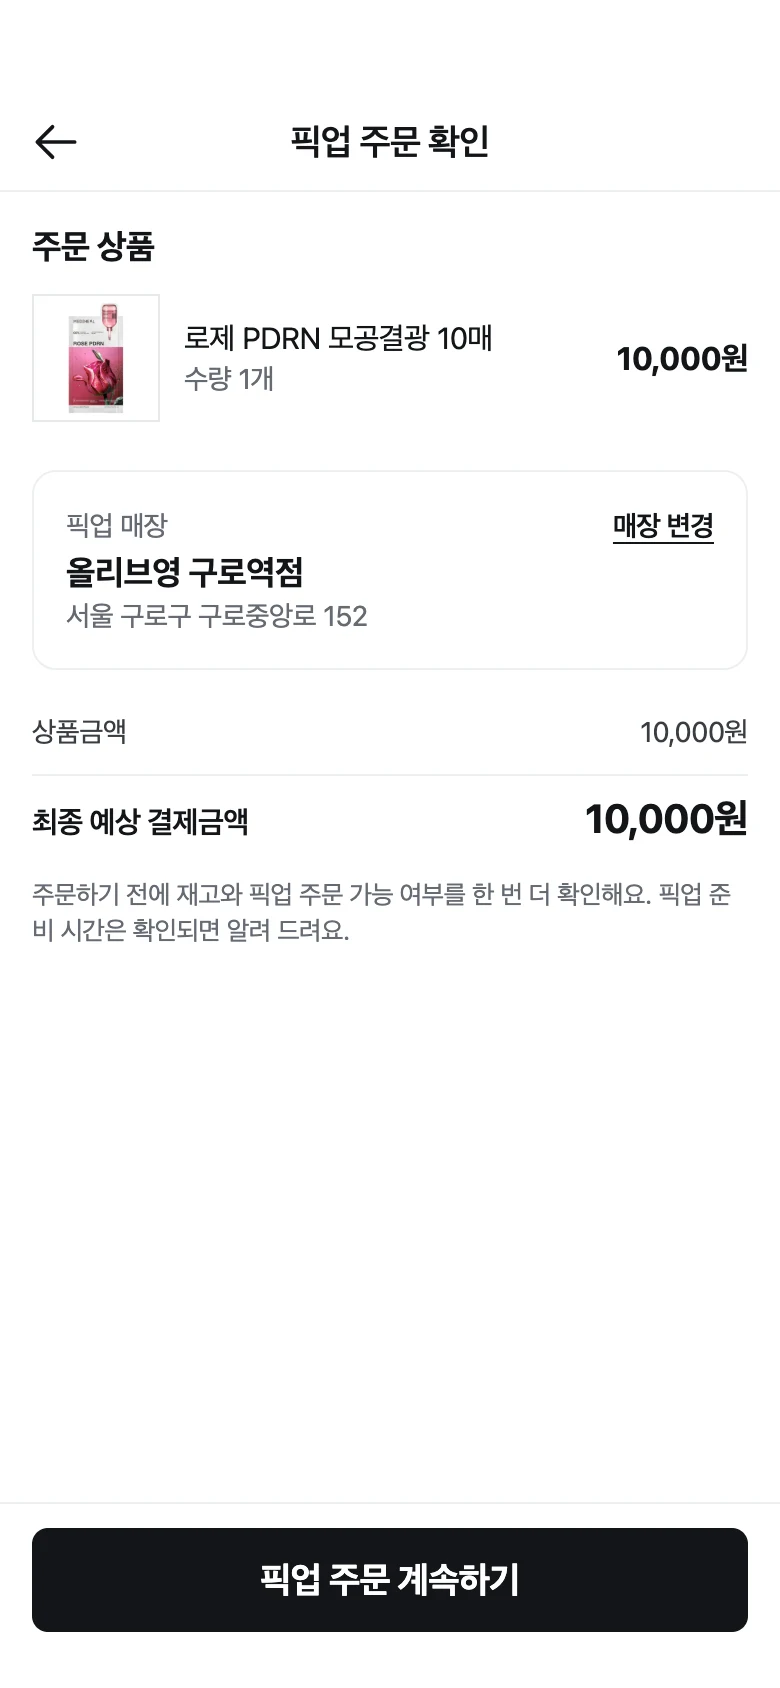 픽업 주문 확인
주문 상품
ROSE PDRN
로제 PDRN 모공결광 10매
수량 1개
10,000원
픽업 매장
매장 변경
올리브영 구로역점
서울 구로구 구로중앙로 152
상품금액
10,000원
최종 예상 결제금액
10,000원
주문하기 전에 재고와 픽업 주문 가능 여부를 한 번 더 확인해요. 픽업 준
비 시간은 확인되면 알려 드려요.
픽업 주문 계속하기